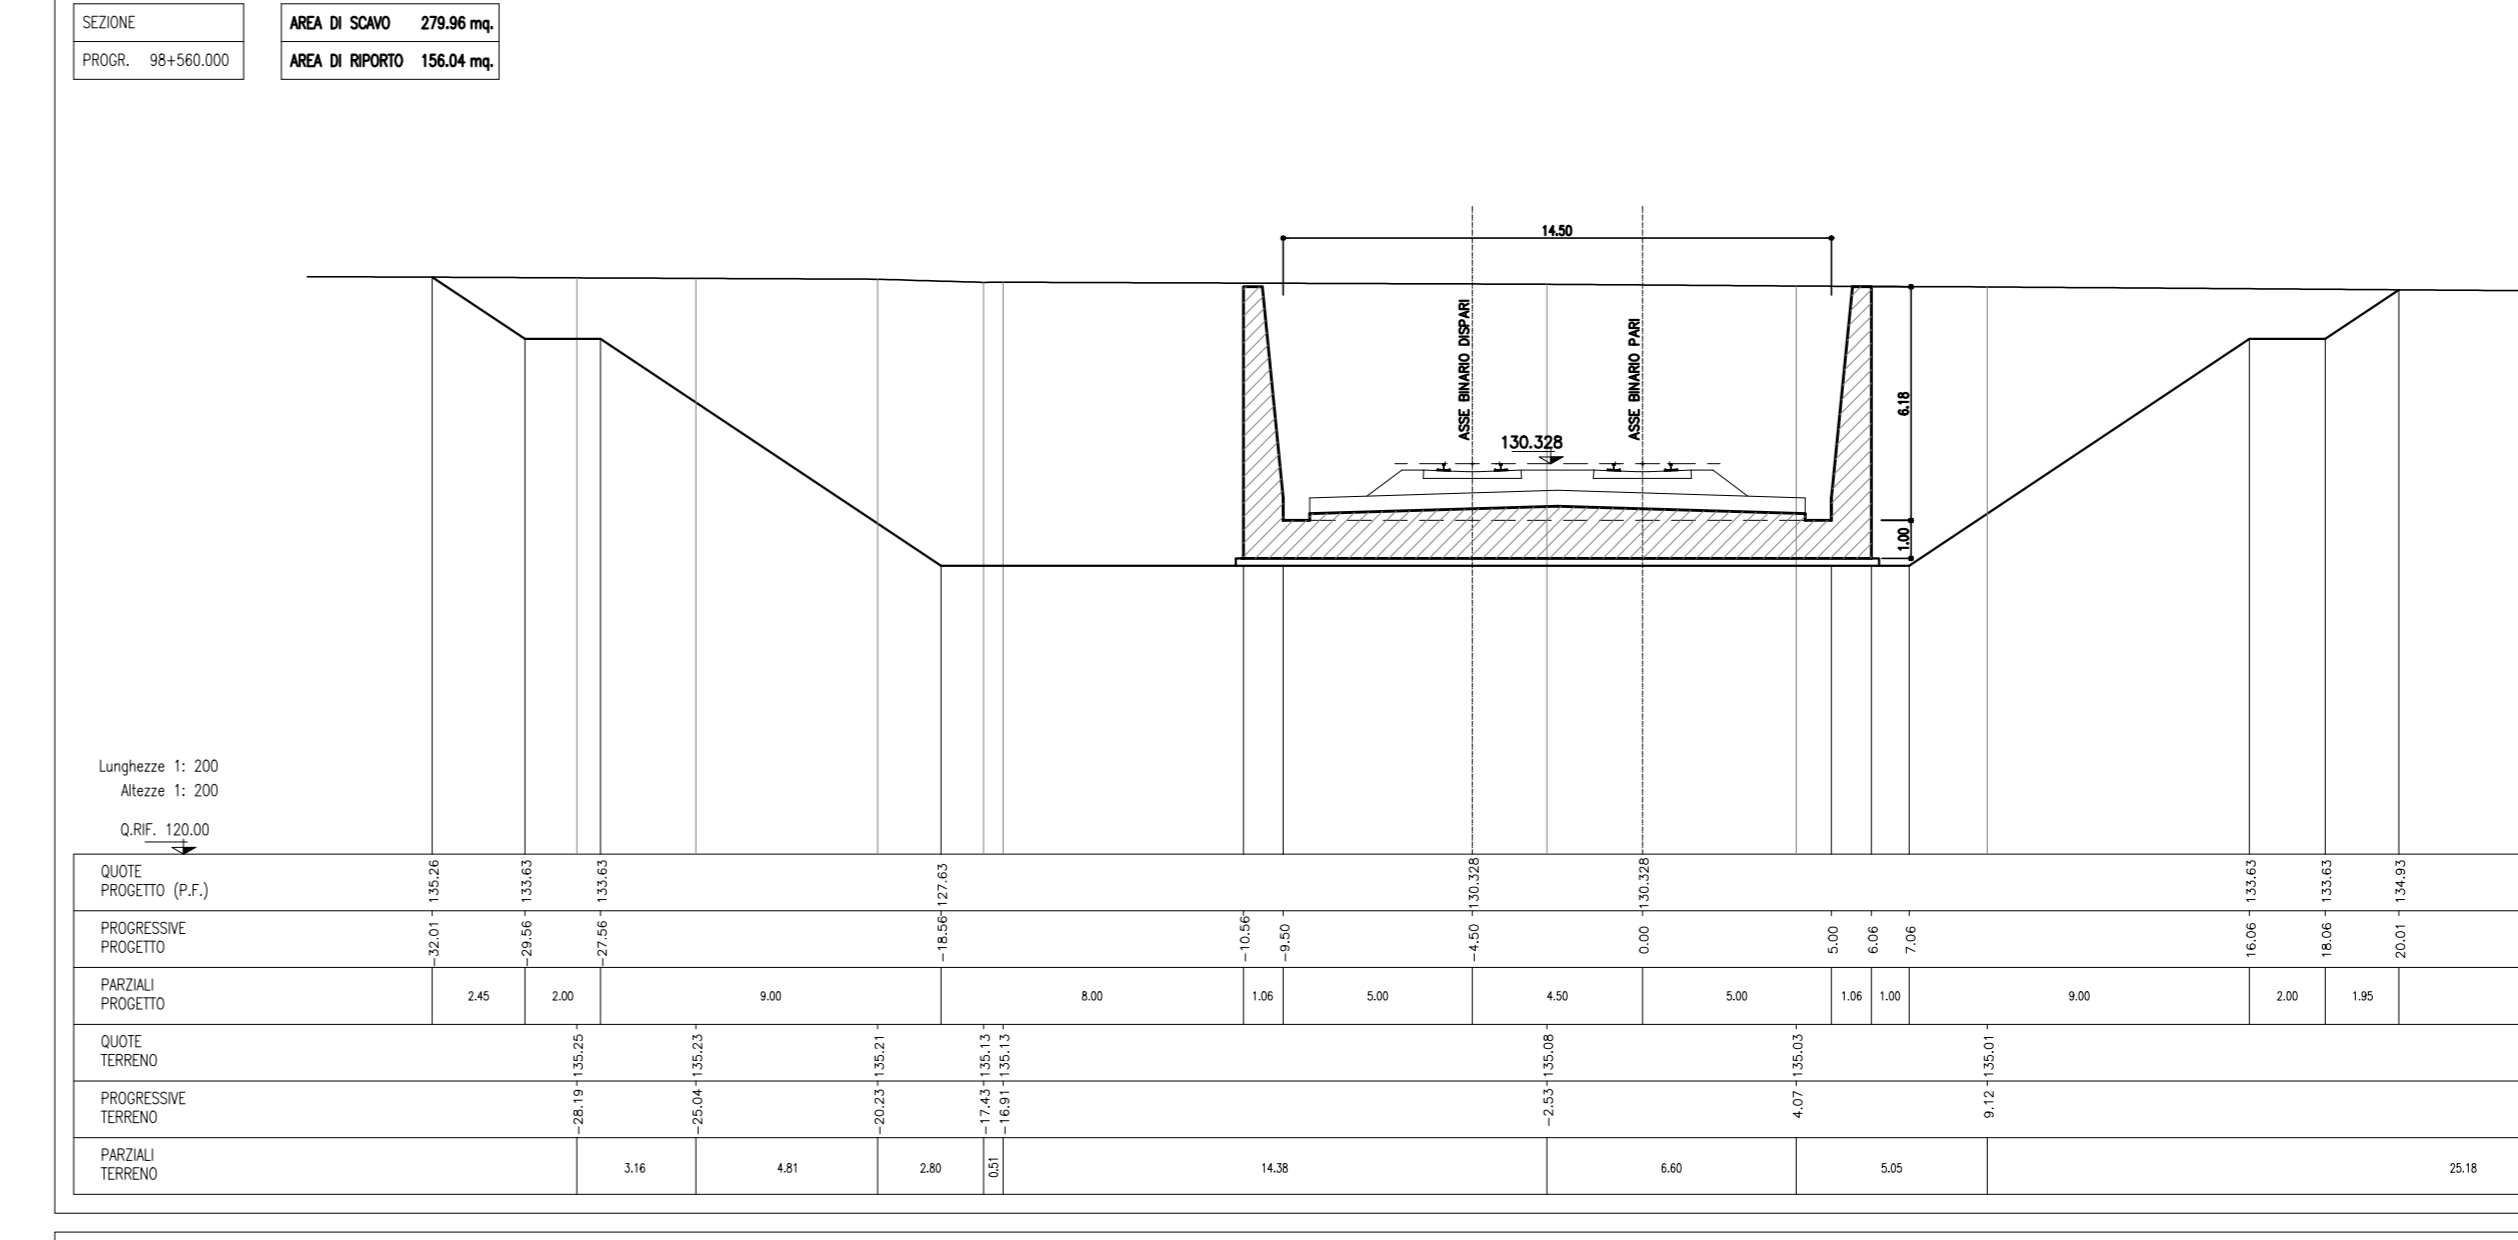 SEZIONE
PROGR. 98+560.000
AREA DI SCAVO 279.96 mq.
AREA DI RIPORTO 156.04 mq.
14.50
ASSE BINARIO DISPARI
ASSE BINARIO PARI
130.328
6.18
1.00
Lunghezze 1: 200
Altezze 1: 200
Q.RIF. 120.00
QUOTE
PROGETTO (P.F.)
135.26 133.63 133.63 127.63 130.328 130.328 133.63 133.63 134.93
PROGRESSIVE
PROGETTO
-32.01 -29.56 -27.56 -18.56 -10.56 -9.50 -4.50 0.00 5.00 6.06 7.06 16.06 18.06 20.01
PARZIALI
PROGETTO
2.45 2.00 9.00 8.00 1.06 5.00 4.50 5.00 1.06 1.00 9.00 2.00 1.95
QUOTE
TERRENO
135.25 135.23 135.21 135.13 135.13 135.08 135.03 135.01
PROGRESSIVE
TERRENO
-28.19 -25.04 -20.23 -17.43 -16.91 -2.53 4.07 9.12
PARZIALI
TERRENO
3.16 4.81 2.80 0.51 14.38 6.60 5.05 25.18